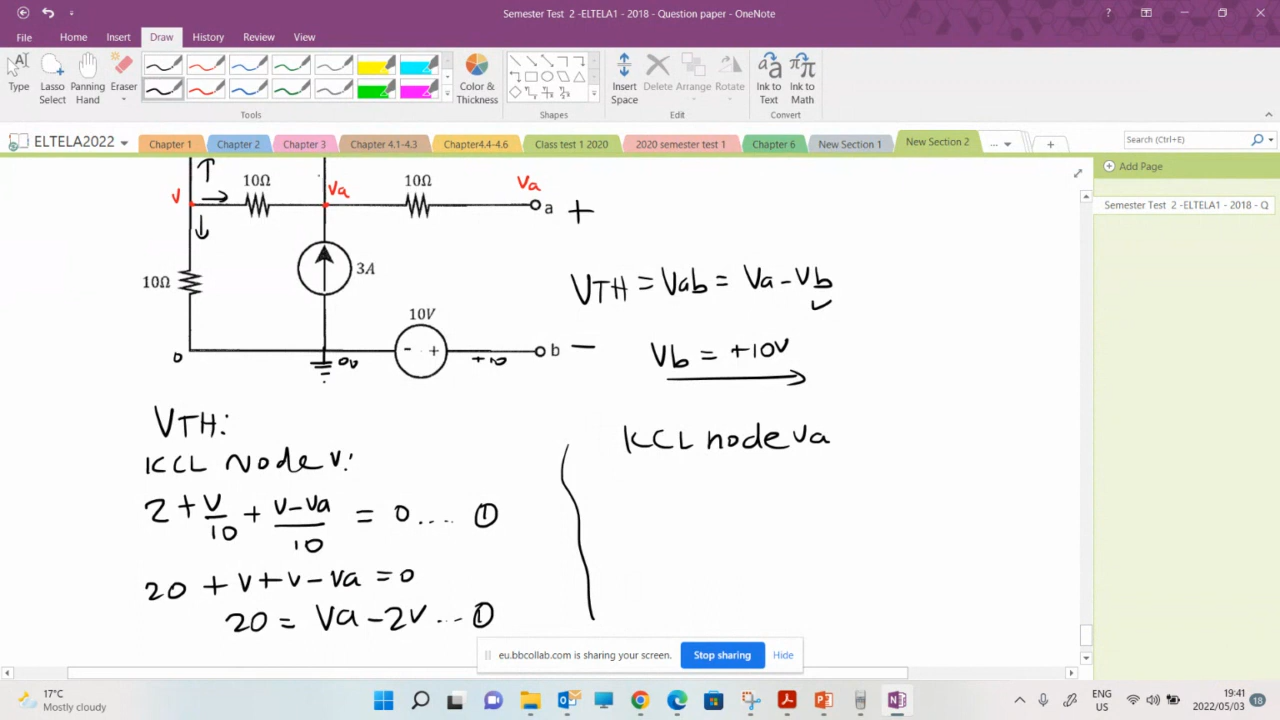 Semester Test 2 -ELTELA1 - 2018 - Question paper - OneNote
File Home Insert Draw History Review View
Type Lasso Select Panning Hand Eraser Color & Thickness Insert Space Delete Arrange Rotate Ink to Text Ink to Math
Tools Shapes Edit Convert
ELTELA2022 Chapter 1 Chapter 2 Chapter 3 Chapter 4.1-4.3 Chapter4.4-4.6 Class test 1 2020 2020 semester test 1 Chapter 6 New Section 1 New Section 2 ... Search (Ctrl+E)
Add Page
Semester Test 2 -ELTELA1 - 2018 - Q
V 10Ω Va 10Ω Va
a +
10Ω 3A
VTH = Vab = Va - Vb
10V
- +
0 0V +10 b -
Vb = +10V
VTH:
KCL Node V:
2 + V/10 + V-Va/10 = 0 .... ①
20 + V + V - Va = 0
20 = Va - 2V ... ①
KCL node Va
eu.bbcollab.com is sharing your screen. Stop sharing Hide
17°C
Mostly cloudy
ENG
PC
19:41
2022/05/03
18